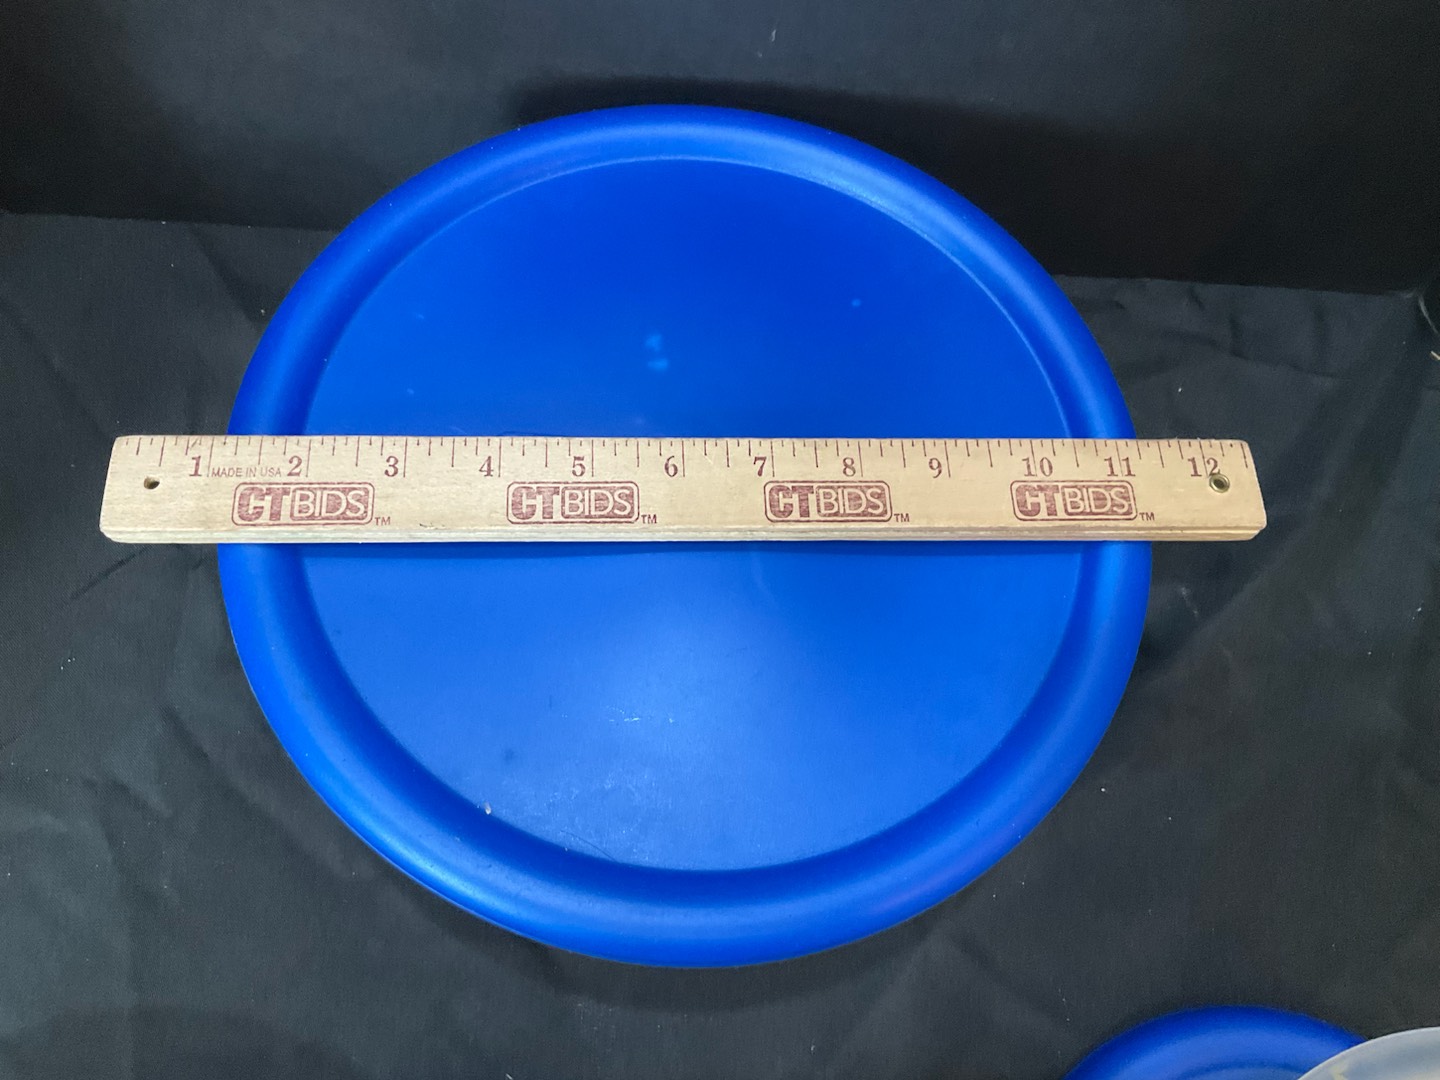 1 MADE IN USA 2 3 4 5 6 7 8 9 10 11 12
CTBIDS™ CTBIDS™ CTBIDS™ CTBIDS™